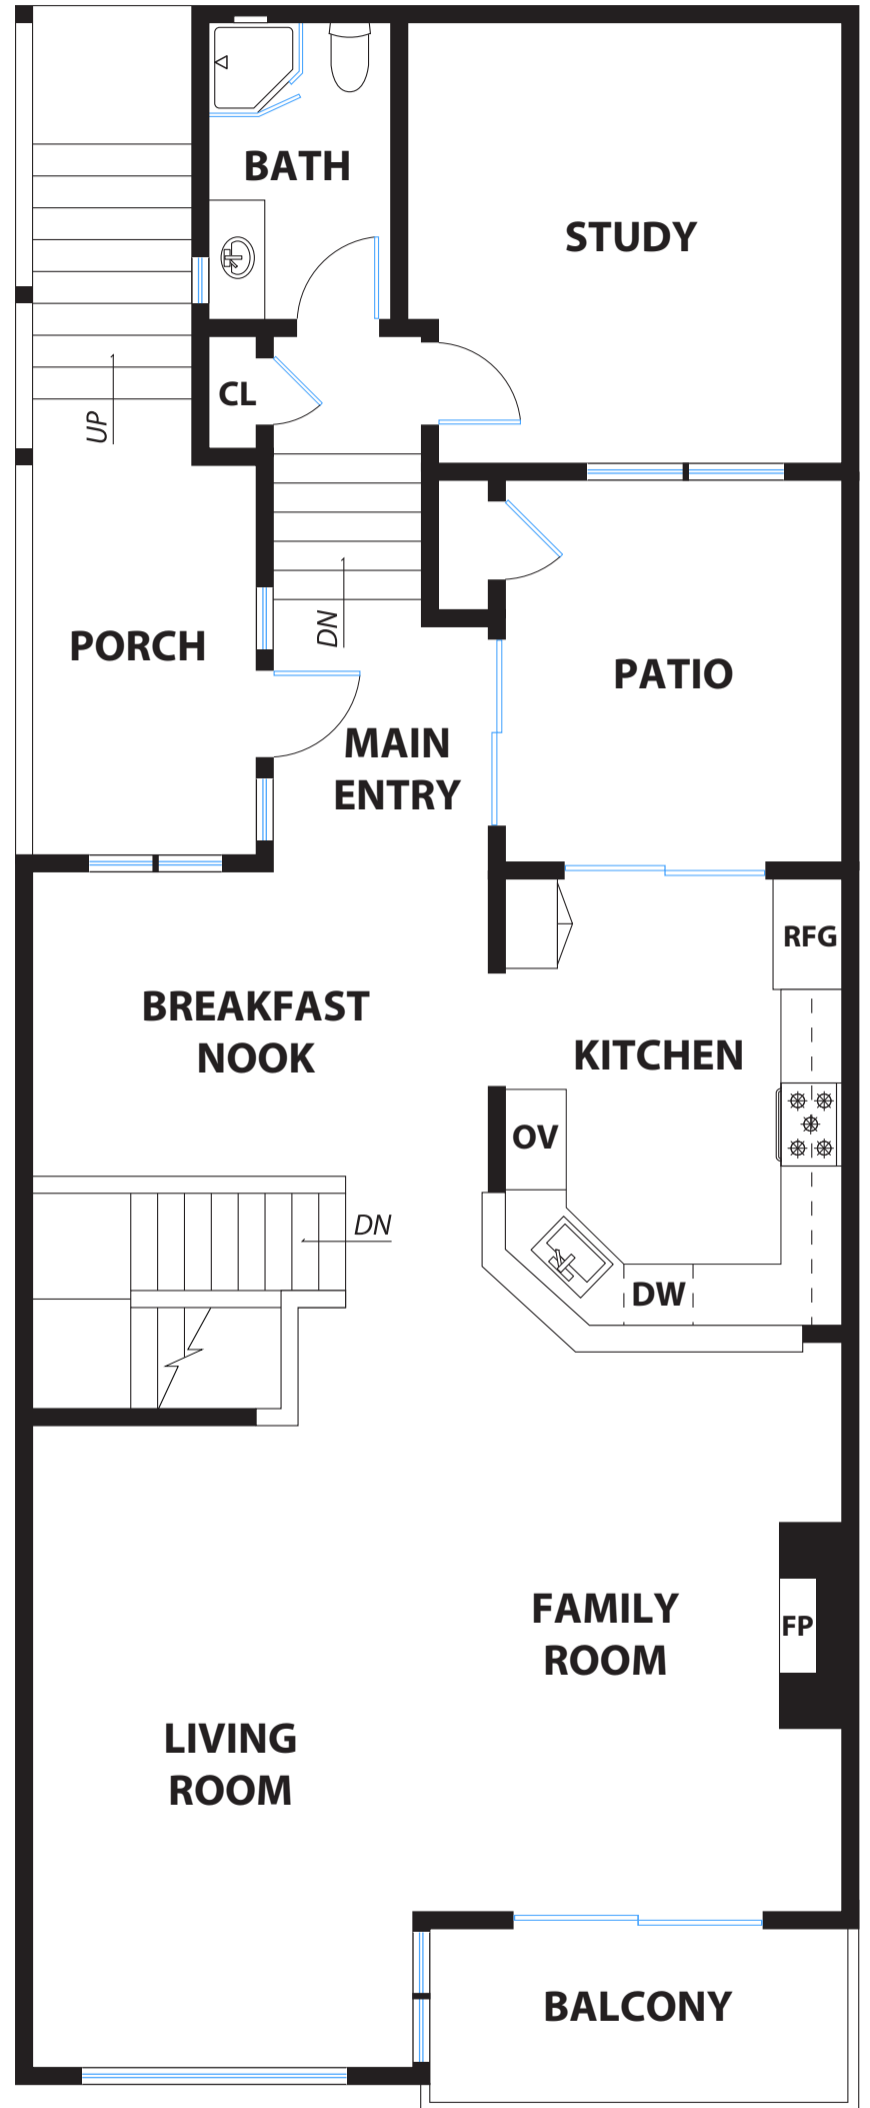 BATH
STUDY
CL
UP
DN
PORCH
PATIO
MAIN
ENTRY
RFG
BREAKFAST
NOOK
KITCHEN
OV
DN
DW
FAMILY
ROOM
FP
LIVING
ROOM
BALCONY